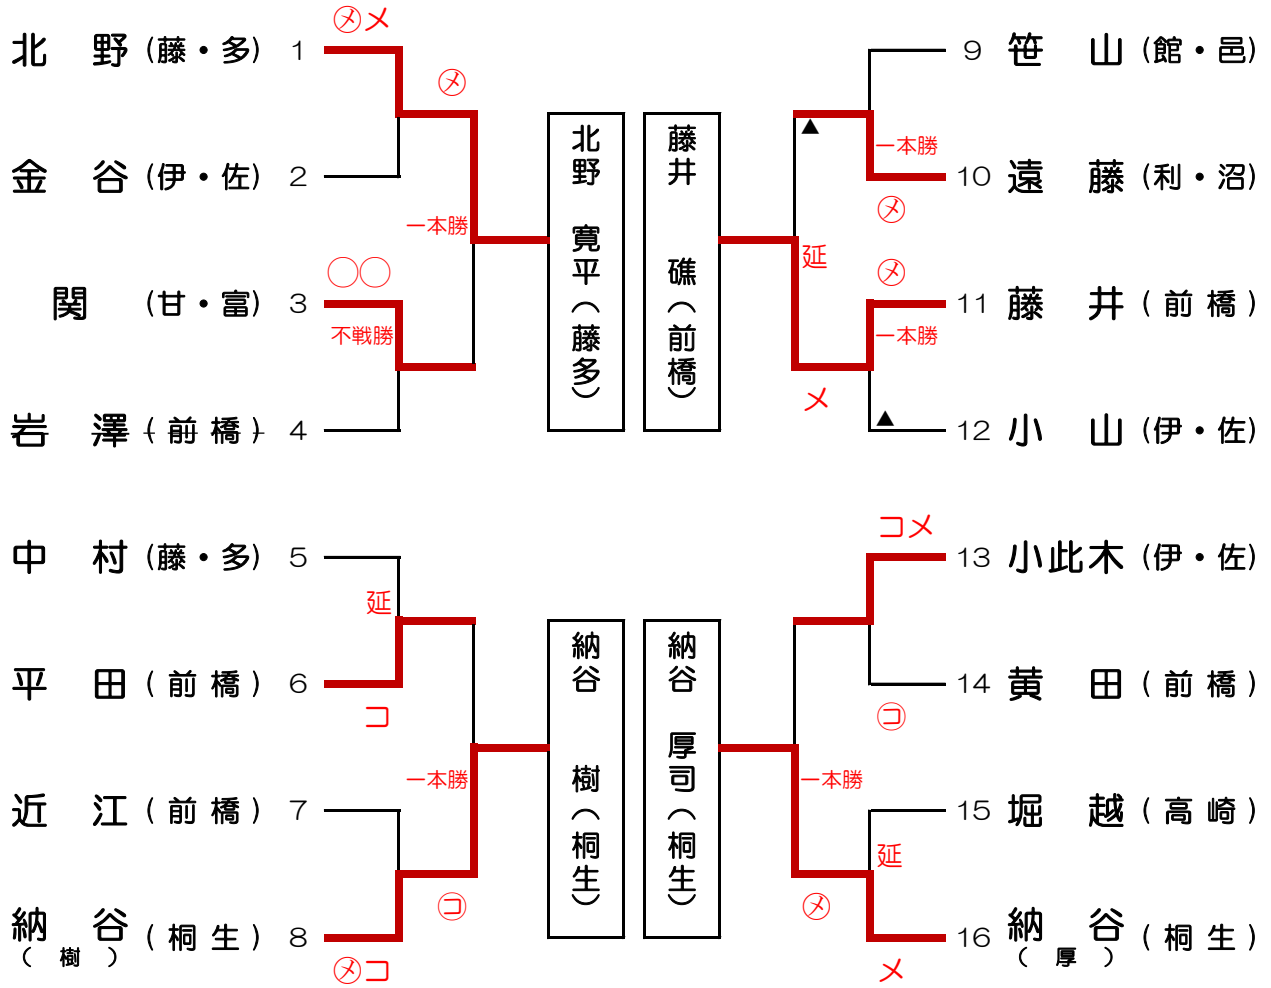 ㋱メ
北 野 (藤・多) 1
㋱
金 谷 (伊・佐) 2
一本勝
〇〇
関 (甘・富) 3
不戦勝
岩 澤 ( 前 橋 ) 4
中 村 (藤・多) 5
延
平 田 ( 前 橋 ) 6
コ
一本勝
近 江 ( 前 橋 ) 7
㋙
納 谷 ( 桐 生 ) 8
( 樹 )
㋱コ
北野 寛平(藤多)
藤井 礁(前橋)
納谷 樹(桐生)
納谷 厚司(桐生)
9 笹 山 (館・邑)
▲
一本勝
10 遠 藤 (利・沼)
㋱
延
㋱
11 藤 井 ( 前 橋 )
一本勝
メ
▲
12 小 山 (伊・佐)
コメ
13 小此木 (伊・佐)
14 黄 田 ( 前 橋 )
㋙
一本勝
15 堀 越 ( 高 崎 )
延
㋱
16 納 谷 ( 桐 生 )
( 厚 )
メ